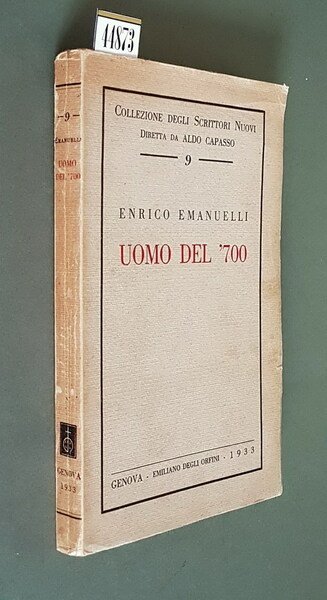 44873
COLLEZIONE DEGLI SCRITTORI NUOVI
DIRETTA DA ALDO CAPASSO
9
ENRICO EMANUELLI
UOMO DEL '700
GENOVA - EMILIANO DEGLI ORFINI - 1933
9
EMANUELLI
UOMO
DEL '700
GENOVA
1933